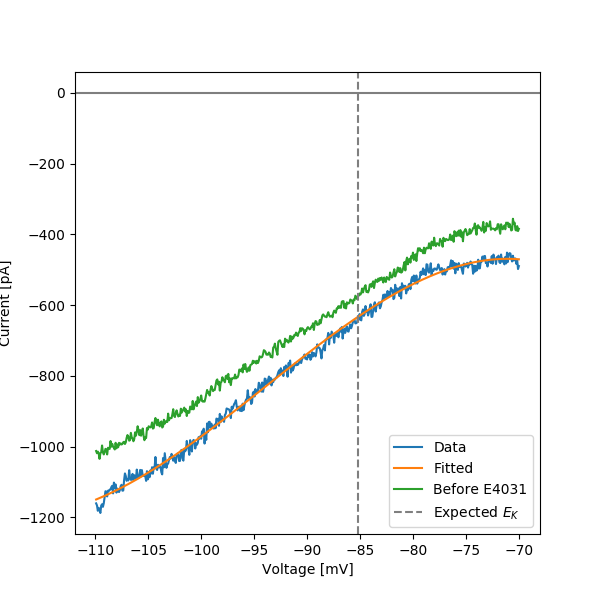 0
−200
−400
−600
−800
−1000
−1200
Current [pA]
−110 −105 −100 −95 −90 −85 −80 −75 −70
Voltage [mV]
Data
Fitted
Before E4031
Expected E_K